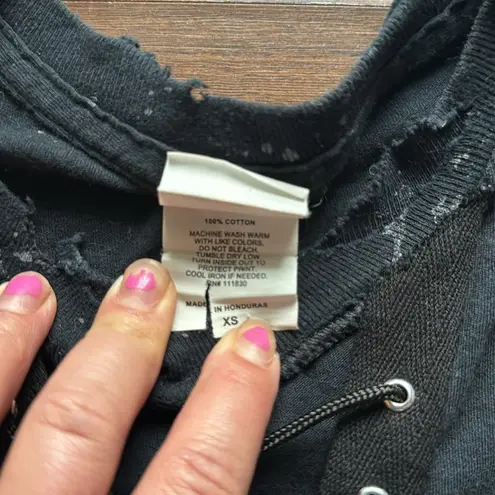 100% COTTON
MACHINE WASH WARM
WITH LIKE COLORS,
DO NOT BLEACH.
TUMBLE DRY LOW.
TURN INSIDE OUT TO
PROTECT PRINT.
COOL IRON IF NEEDED.
RN# 111830
MADE IN HONDURAS
XS